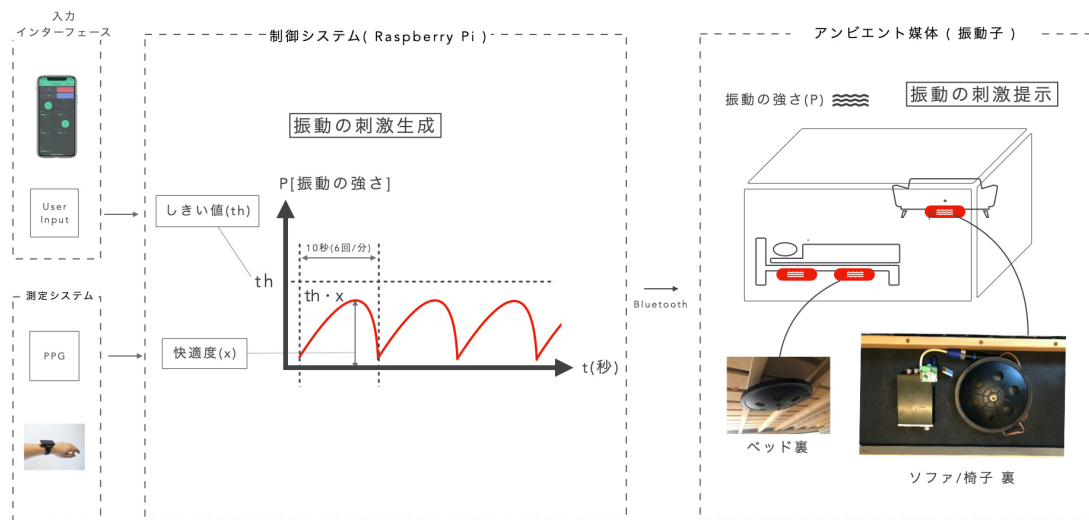 入力
インターフェース
User
Input
測定システム
PPG
制御システム( Raspberry Pi )
振動の刺激生成
P[振動の強さ]
しきい値(th)
10秒(6回/分)
th
th・x
快適度(x)
t(秒)
Bluetooth
アンビエント媒体 ( 振動子 )
振動の強さ(P)
振動の刺激提示
ベッド裏
ソファ/椅子 裏